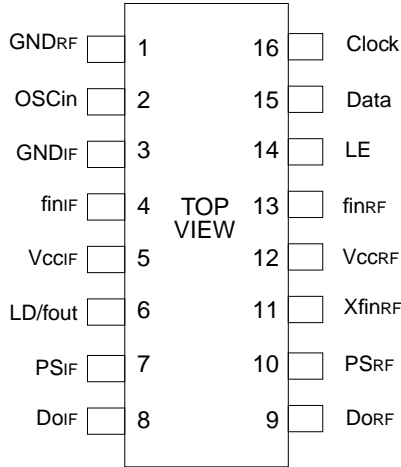 GNDRF 1 16 Clock
OSCin 2 15 Data
GNDIF 3 14 LE
finIF 4 TOP VIEW 13 finRF
VccIF 5 12 VccRF
LD/fout 6 11 XfinRF
PSIF 7 10 PSRF
DoIF 8 9 DoRF